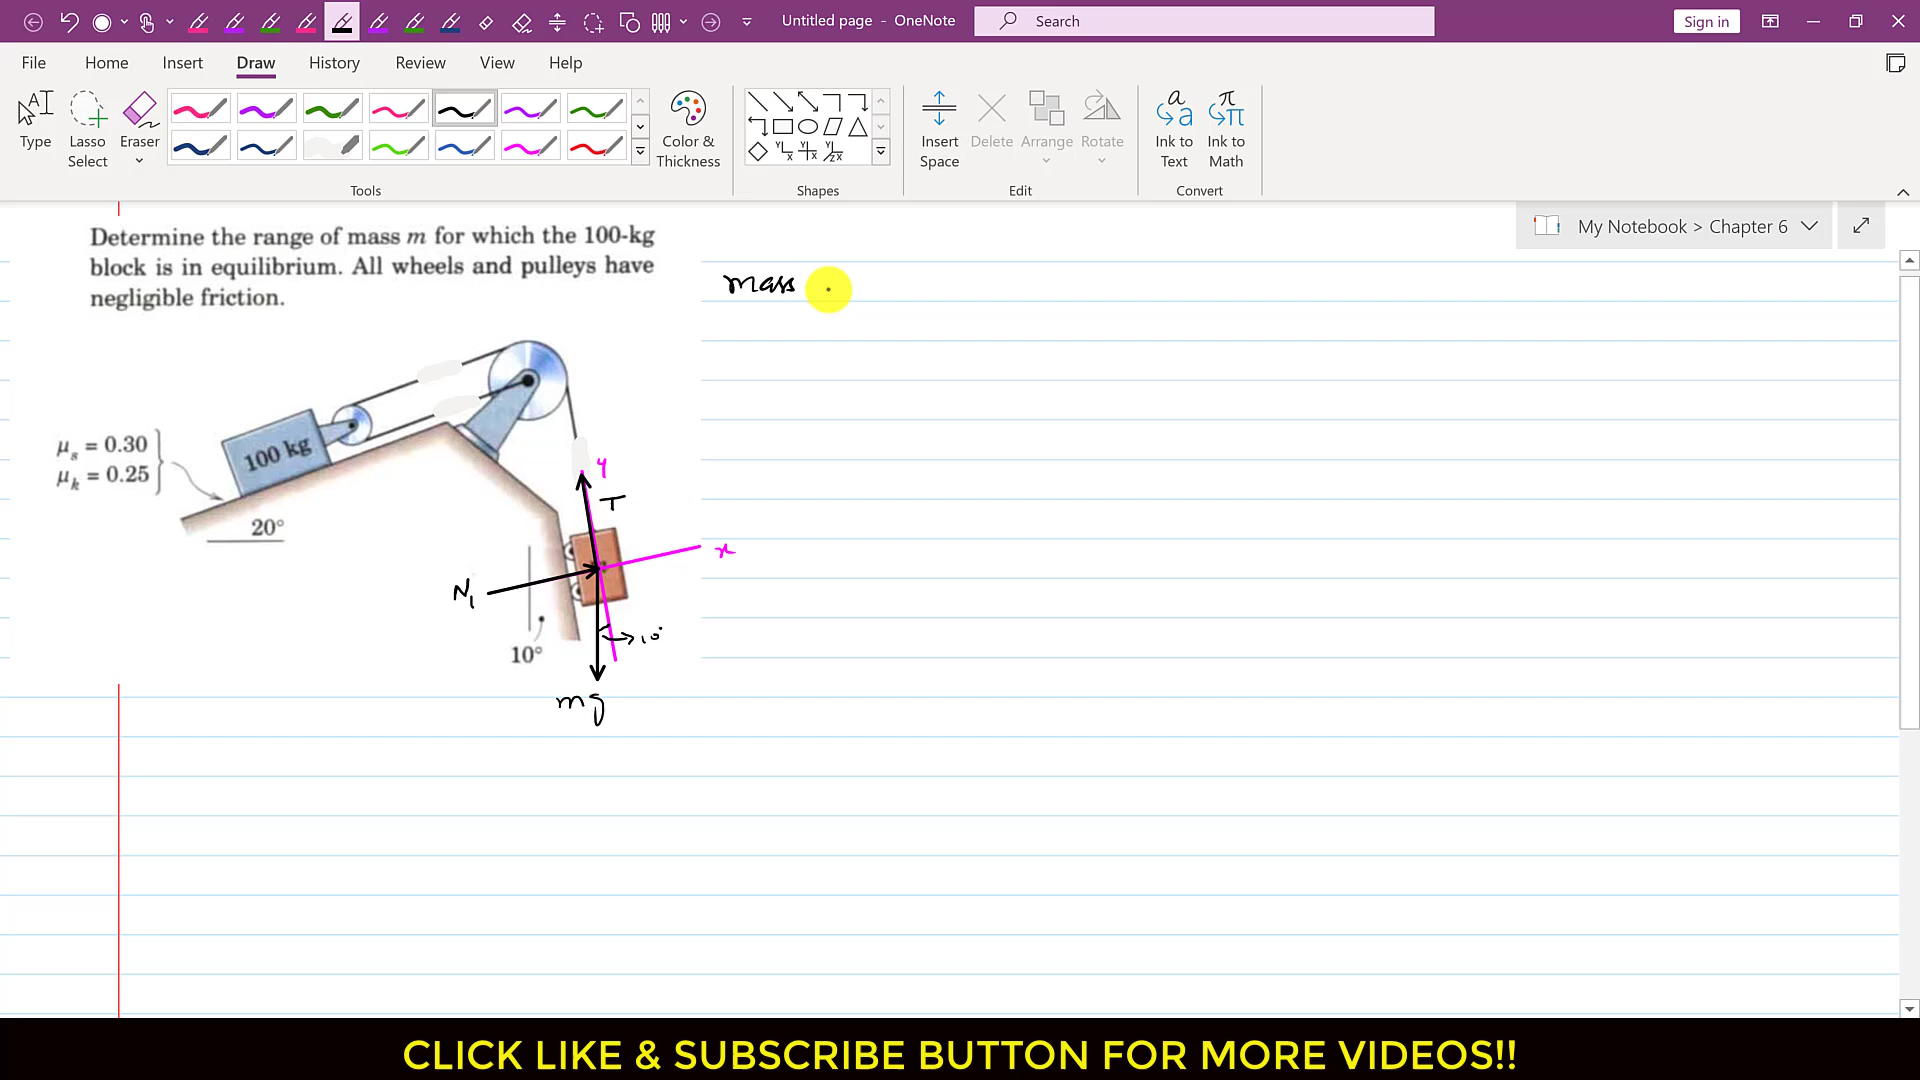 Untitled page - OneNote
Search
Sign in
File Home Insert Draw History Review View Help
Type
Lasso Select
Eraser
Color & Thickness
Insert Space
Delete
Arrange
Rotate
Ink to Text
Ink to Math
Tools
Shapes
Edit
Convert
My Notebook > Chapter 6
Determine the range of mass m for which the 100-kg
block is in equilibrium. All wheels and pulleys have
negligible friction.
mass
μs = 0.30
μk = 0.25
100 kg
20°
y
T
x
N1
10°
10°
mg
CLICK LIKE & SUBSCRIBE BUTTON FOR MORE VIDEOS!!